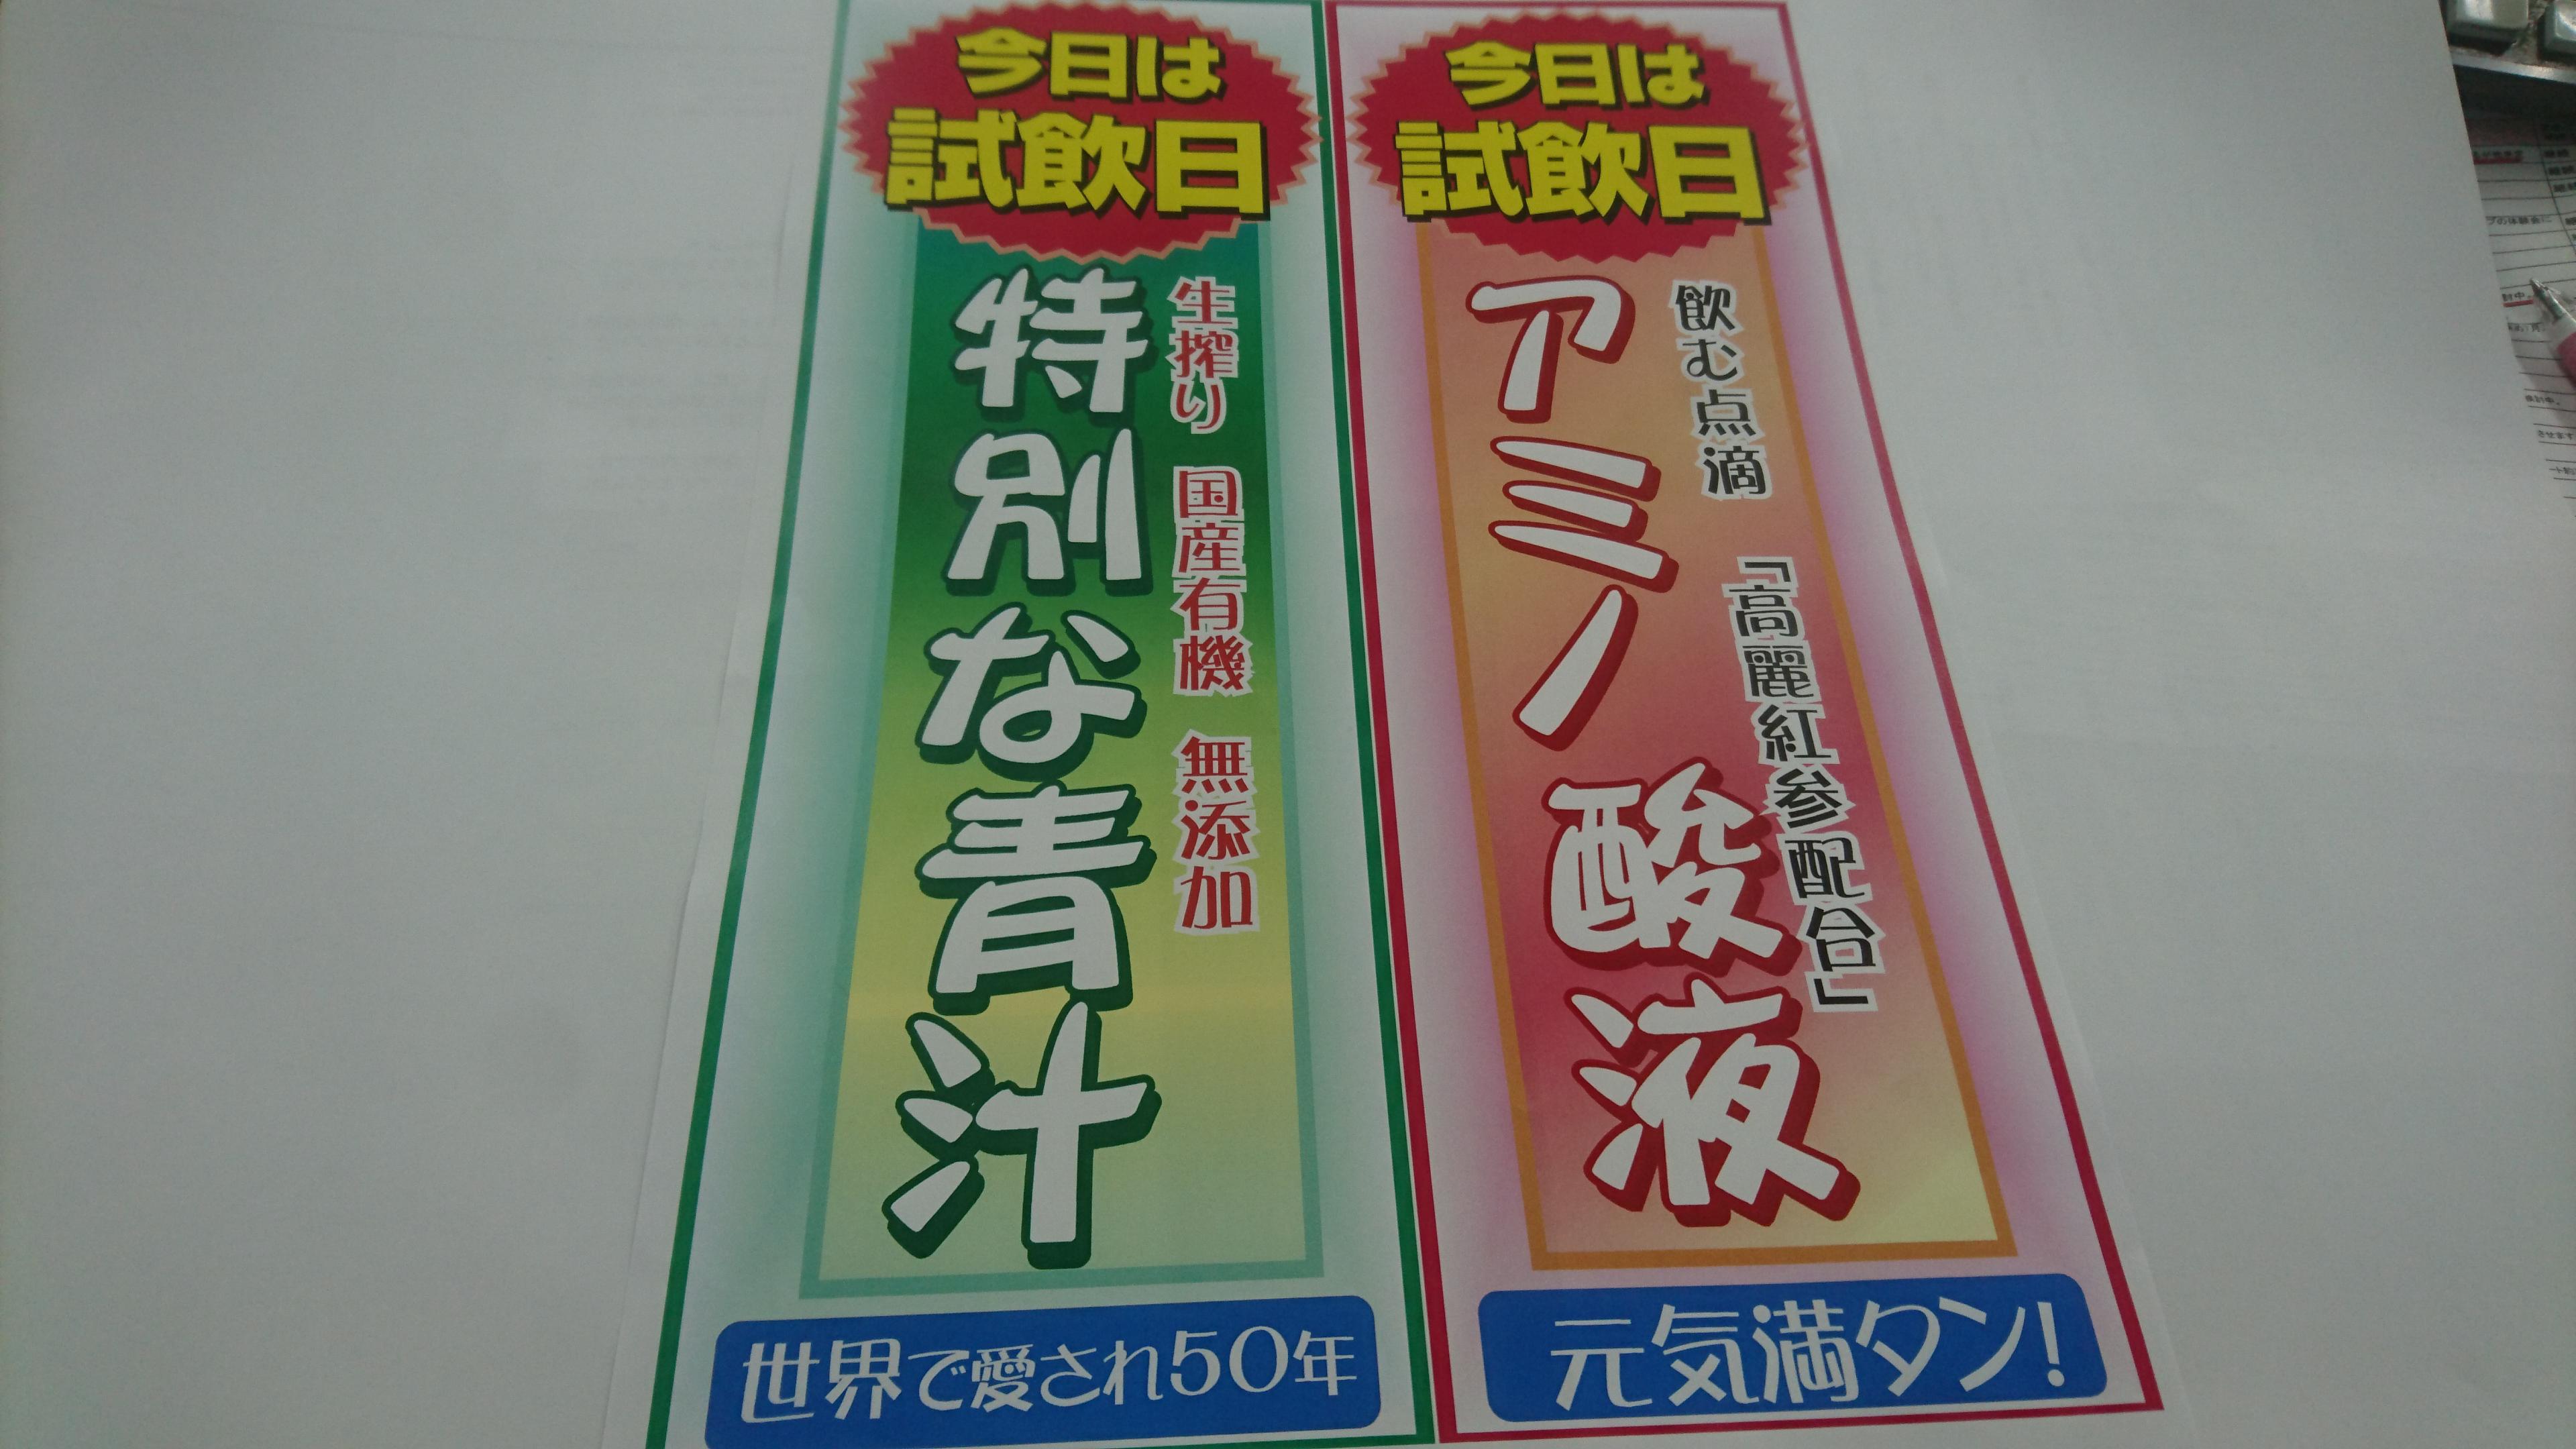 今日は
試飲日
生搾り 国産有機 無添加
特別な青汁
世界で愛され50年
今日は
試飲日
飲む点滴 「高麗紅参配合」
アミノ酸液
元気満タン!